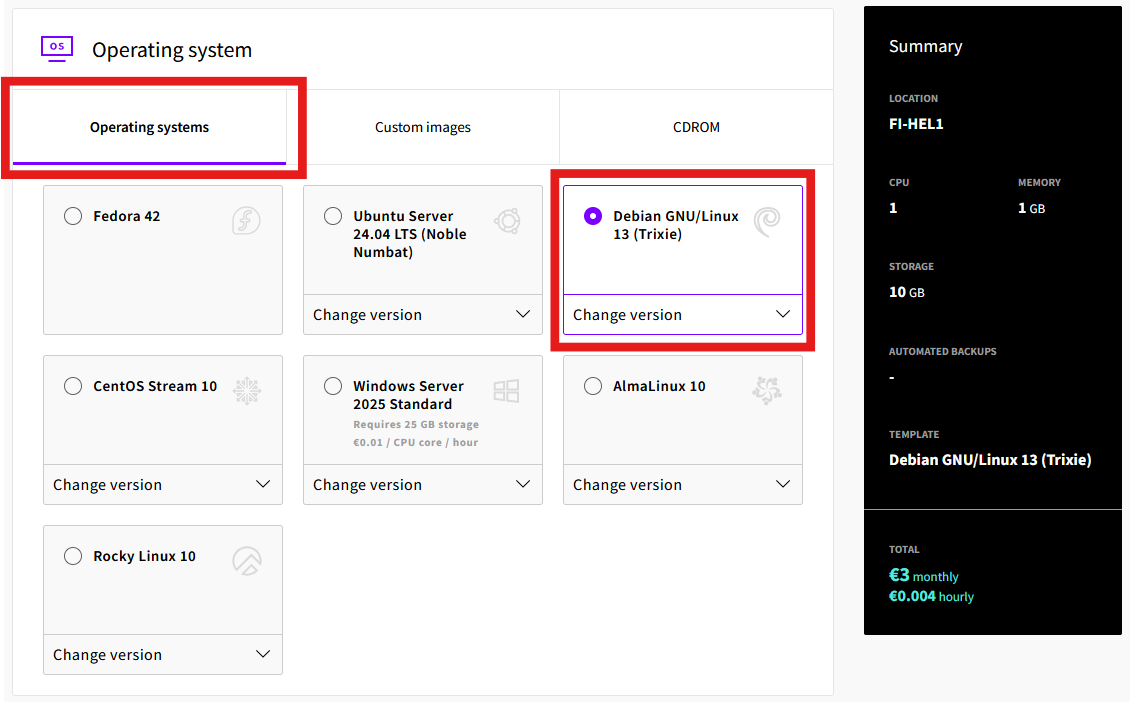 OS
Operating system
Operating systems
Custom images
CDROM
Fedora 42
Ubuntu Server
24.04 LTS (Noble
Numbat)
Change version
Debian GNU/Linux
13 (Trixie)
Change version
CentOS Stream 10
Change version
Windows Server
2025 Standard
Requires 25 GB storage
€0.01 / CPU core / hour
Change version
AlmaLinux 10
Change version
Rocky Linux 10
Change version
Summary
LOCATION
FI-HEL1
CPU
1
MEMORY
1 GB
STORAGE
10 GB
AUTOMATED BACKUPS
-
TEMPLATE
Debian GNU/Linux 13 (Trixie)
TOTAL
€3 monthly
€0.004 hourly